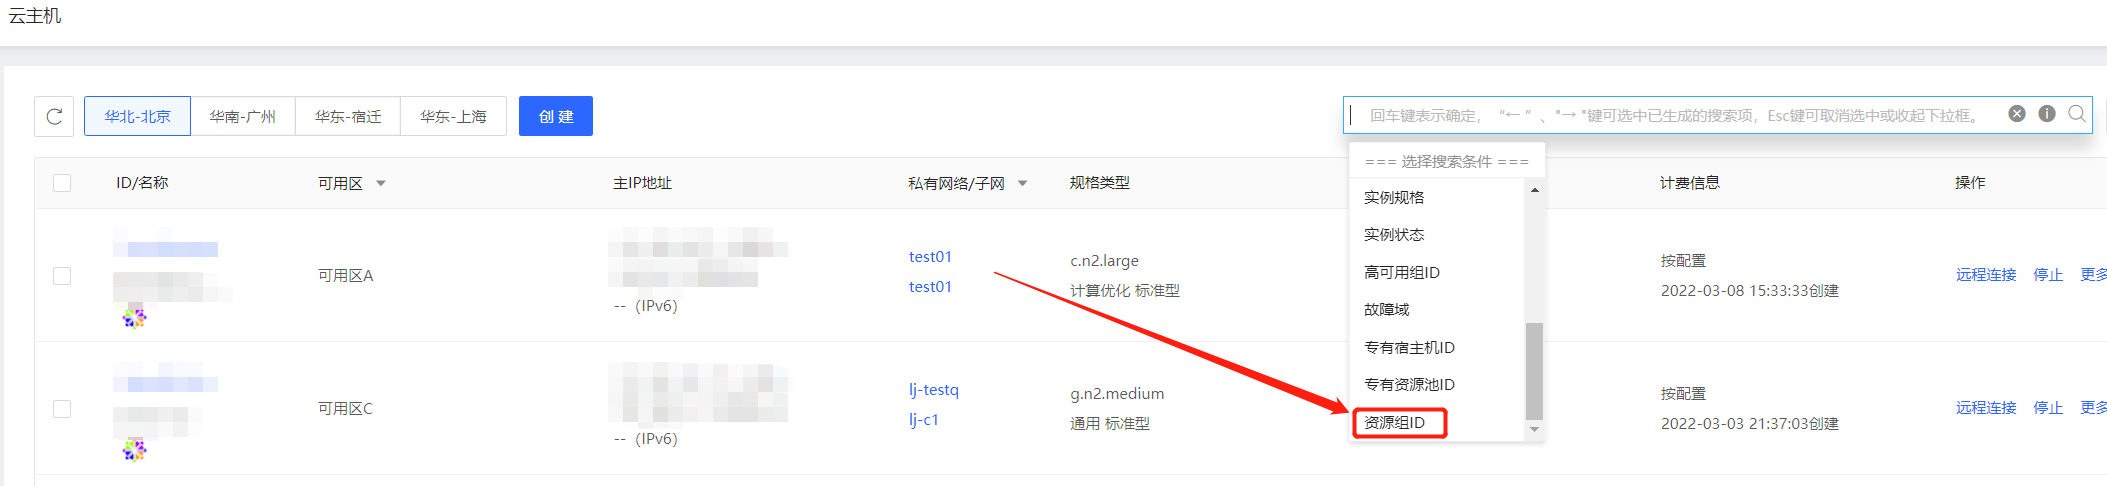 云主机
华北-北京 华南-广州 华东-宿迁 华东-上海 创 建
回车键表示确定，“← ”、"→ "键可选中已生成的搜索项，Esc键可取消选中或收起下拉框。
=== 选择搜索条件 ===
ID/名称 可用区 主IP地址 私有网络/子网 规格类型 计费信息 操作
实例规格
实例状态
高可用组ID
故障域
专有宿主机ID
专有资源池ID
资源组ID
可用区A
-- (IPv6)
test01
test01
c.n2.large
计算优化 标准型
按配置
2022-03-08 15:33:33创建
远程连接 停止 更多
可用区C
-- (IPv6)
lj-testq
lj-c1
g.n2.medium
通用 标准型
按配置
2022-03-03 21:37:03创建
远程连接 停止 更多